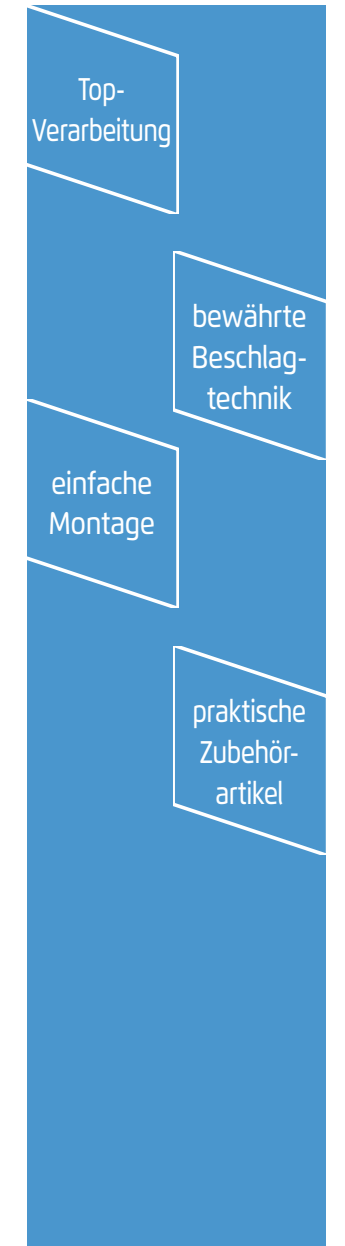 Top-
Verarbeitung
bewährte
Beschlag-
technik
einfache
Montage
praktische
Zubehör-
artikel